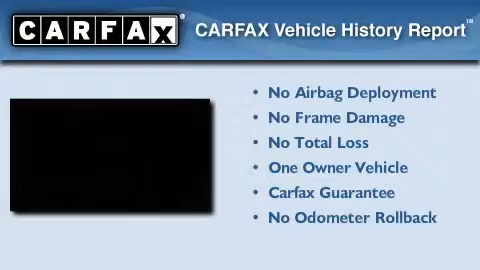 CARFAX® CARFAX Vehicle History Report™
• No Airbag Deployment
• No Frame Damage
• No Total Loss
• One Owner Vehicle
• Carfax Guarantee
• No Odometer Rollback